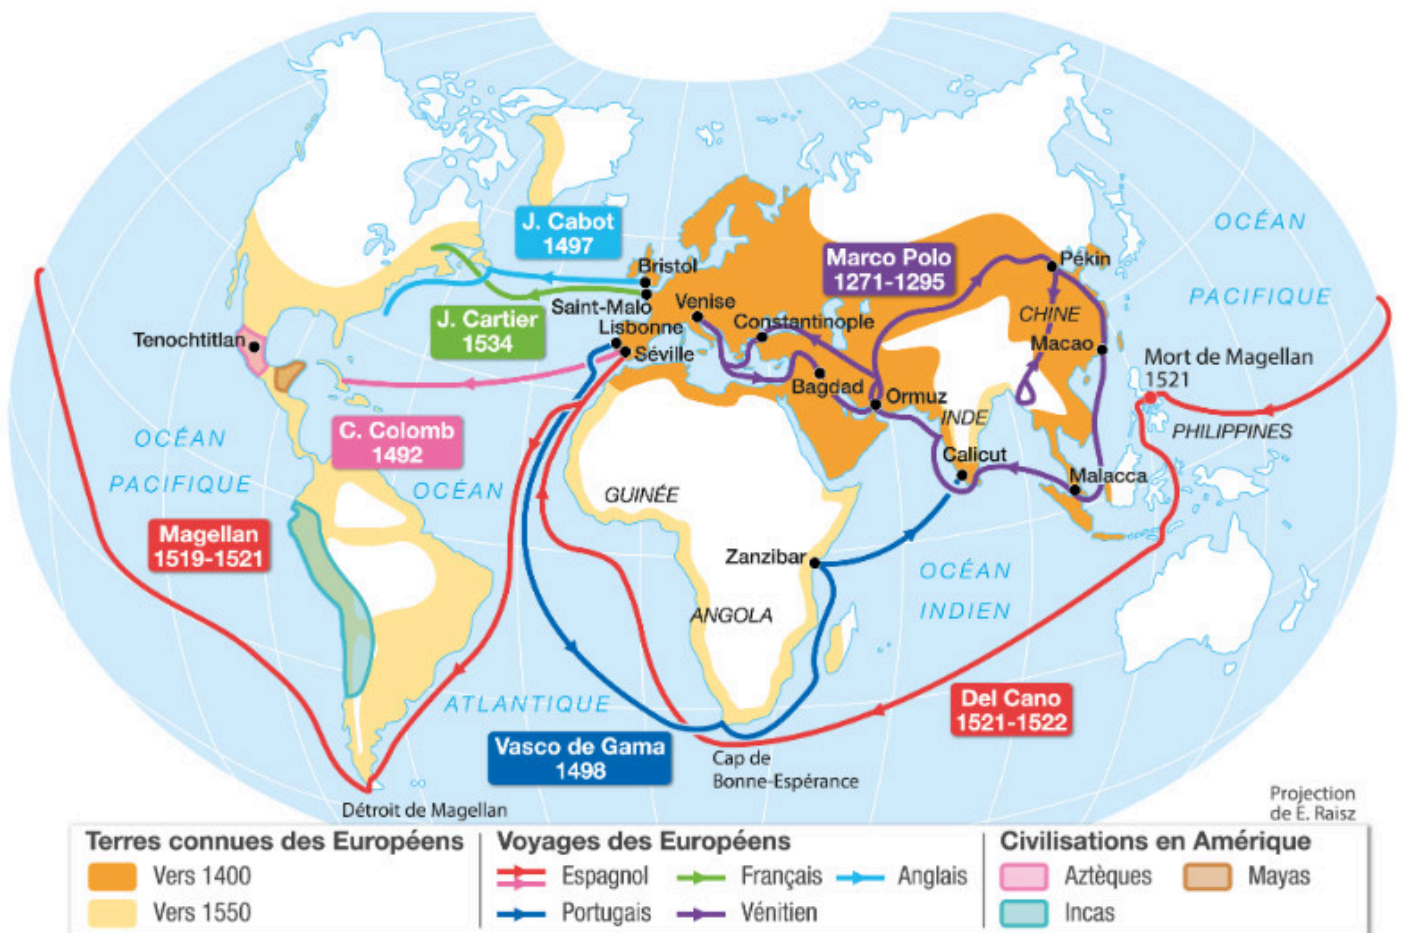 J. Cabot
1497
Bristol
Saint-Malo
J. Cartier
1534
Lisbonne
Séville
Venise
Constantinople
Marco Polo
1271-1295
Pékin
CHINE
Macao
Bagdad
Ormuz
INDE
Calicut
Malacca
OCÉAN
PACIFIQUE
Mort de Magellan
1521
PHILIPPINES
Tenochtitlan
C. Colomb
1492
OCÉAN
PACIFIQUE
OCÉAN
ATLANTIQUE
Magellan
1519-1521
GUINÉE
Zanzibar
ANGOLA
OCÉAN
INDIEN
Del Cano
1521-1522
Vasco de Gama
1498
Cap de
Bonne-Espérance
Détroit de Magellan
Projection
de E. Raisz
Terres connues des Européens
Vers 1400
Vers 1550
Voyages des Européens
Espagnol
Français
Anglais
Portugais
Vénitien
Civilisations en Amérique
Aztèques
Mayas
Incas